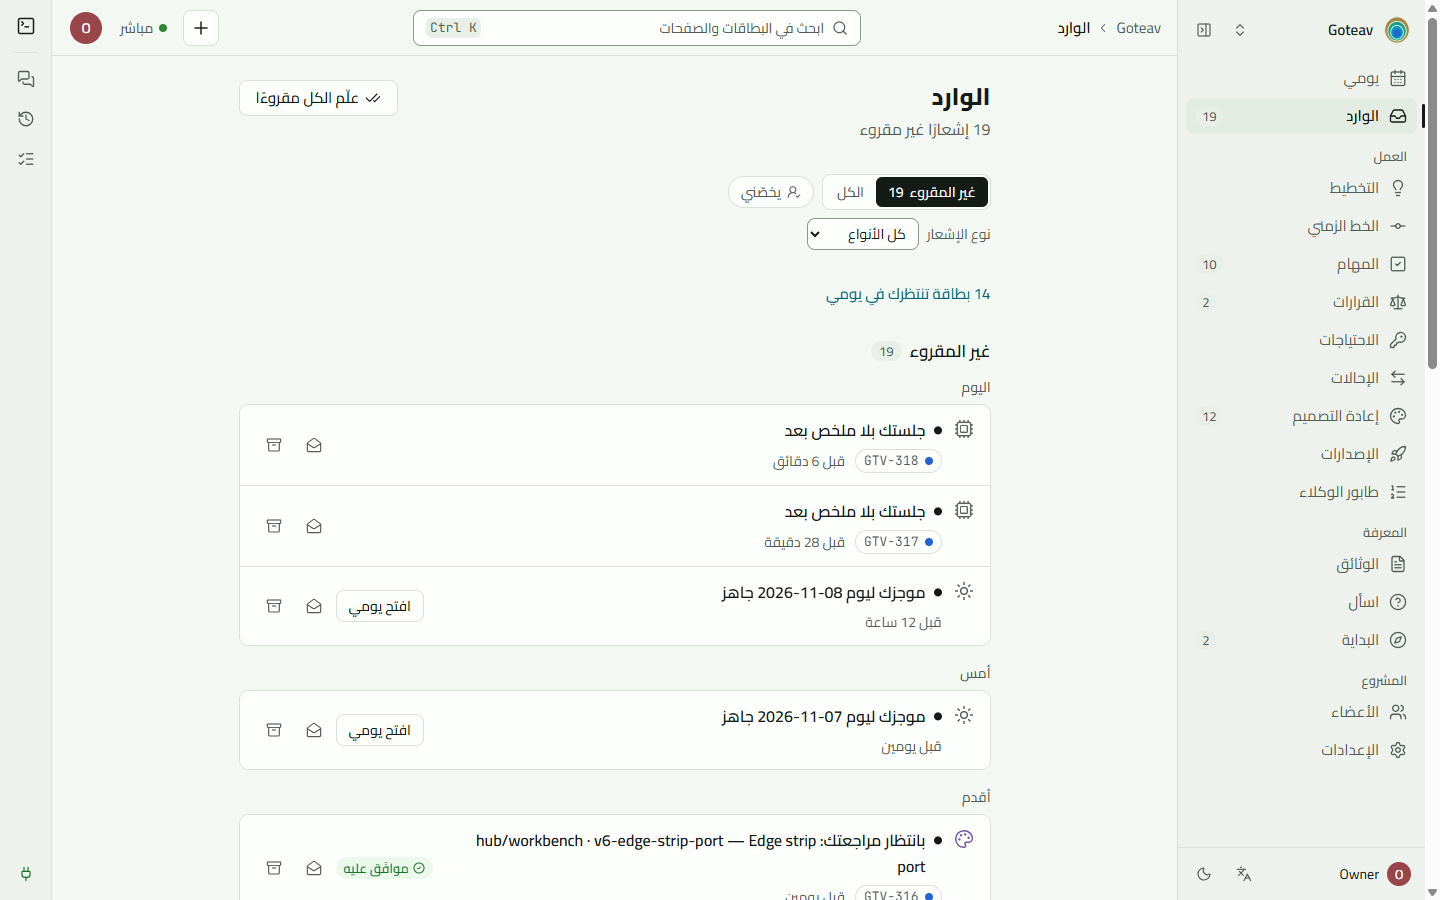 Goteav
يومي
الوارد 19
العمل
التخطيط
الخط الزمني
المهام 10
القرارات 2
الاحتياجات
الإحالات
إعادة التصميم 12
الإصدارات
طابور الوكلاء
المعرفة
الوثائق
اسأل
البداية 2
المشروع
الأعضاء
الإعدادات
O Owner
Goteav الوارد
ابحث في البطاقات والصفحات Ctrl K
مباشر O
الوارد
علّم الكل مقروءًا
19 إشعارًا غير مقروء
غير المقروء 19 الكل يخصّني
نوع الإشعار كل الأنواع
14 بطاقة تنتظرك في يومي
غير المقروء 19
اليوم
جلستك بلا ملخص بعد
GTV-318 قبل 6 دقائق
جلستك بلا ملخص بعد
GTV-317 قبل 28 دقيقة
موجزك ليوم 08-11-2026 جاهز
قبل 12 ساعة
افتح يومي
أمس
موجزك ليوم 07-11-2026 جاهز
قبل يومين
افتح يومي
أقدم
بانتظار مراجعتك: hub/workbench · v6-edge-strip-port — Edge strip
port
موافَق عليه
GTV-316 قبل يومين